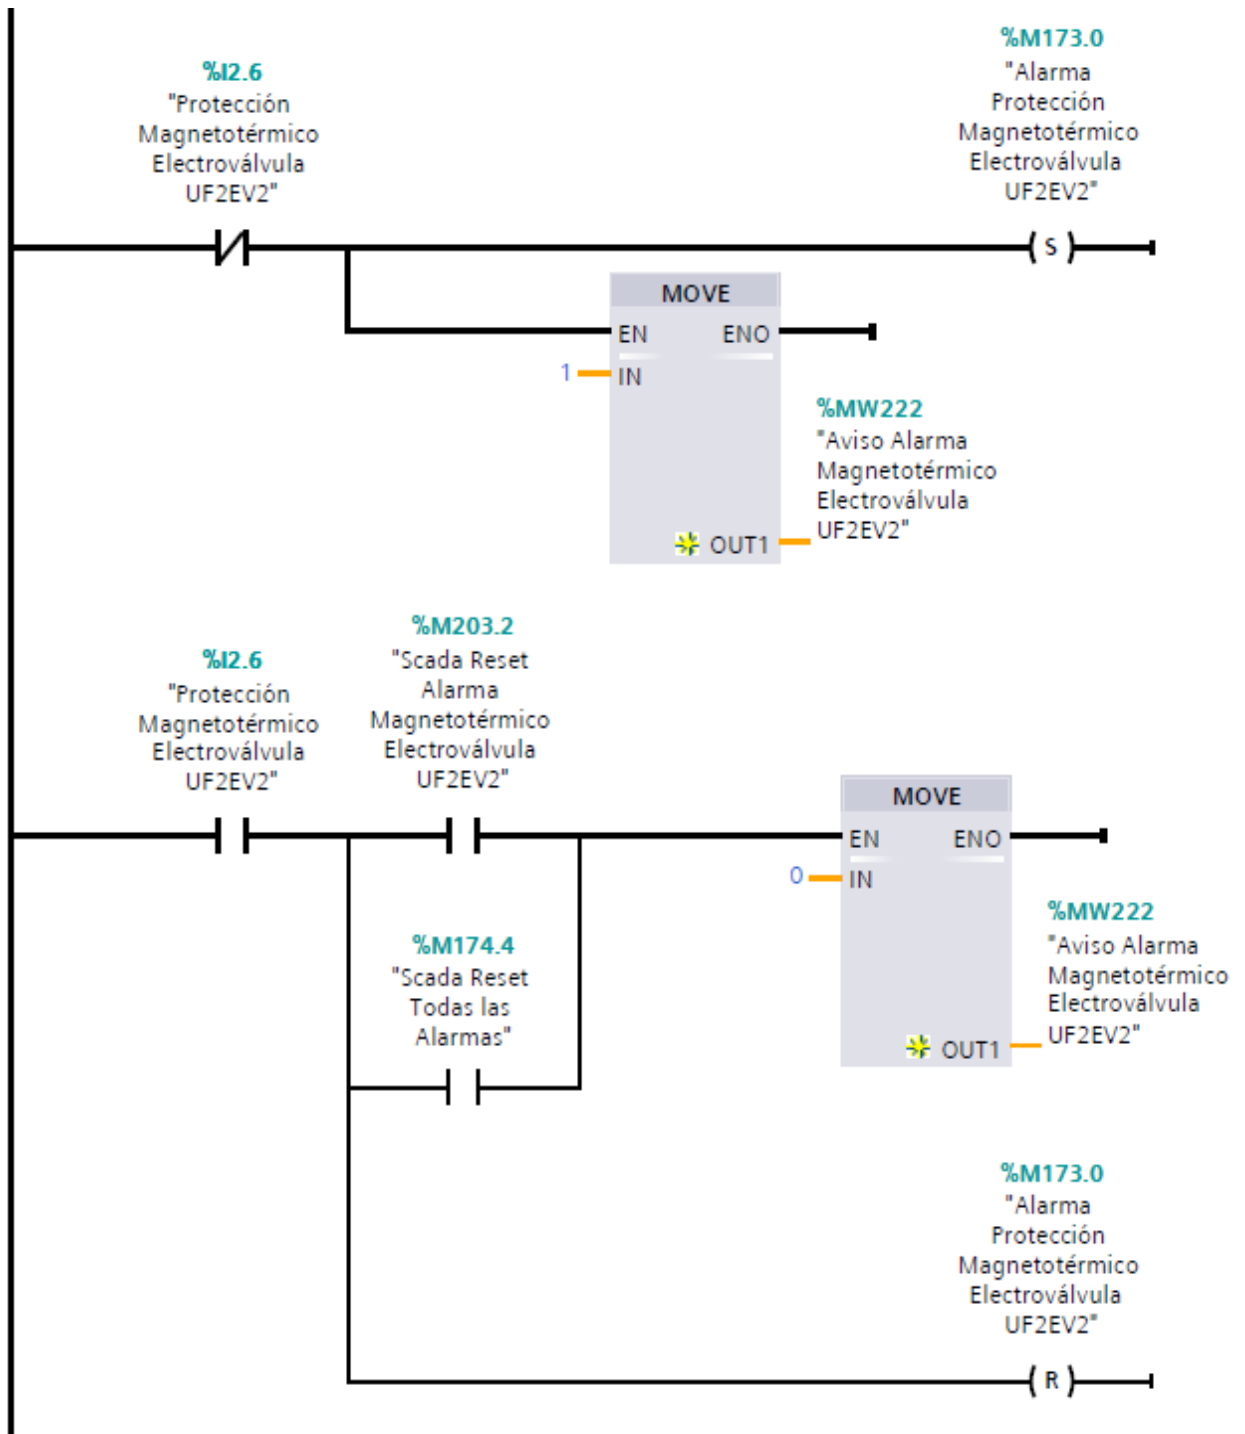 %M173.0
"Alarma
Protección
Magnetotérmico
Electroválvula
UF2EV2"
%I2.6
"Protección
Magnetotérmico
Electroválvula
UF2EV2"
( S )
MOVE
EN ENO
1 IN
%MW222
"Aviso Alarma
Magnetotérmico
Electroválvula
UF2EV2"
OUT1
%M203.2
"Scada Reset
Alarma
Magnetotérmico
Electroválvula
UF2EV2"
%I2.6
"Protección
Magnetotérmico
Electroválvula
UF2EV2"
MOVE
EN ENO
0 IN
%MW222
"Aviso Alarma
Magnetotérmico
Electroválvula
UF2EV2"
OUT1
%M174.4
"Scada Reset
Todas las
Alarmas"
%M173.0
"Alarma
Protección
Magnetotérmico
Electroválvula
UF2EV2"
( R )